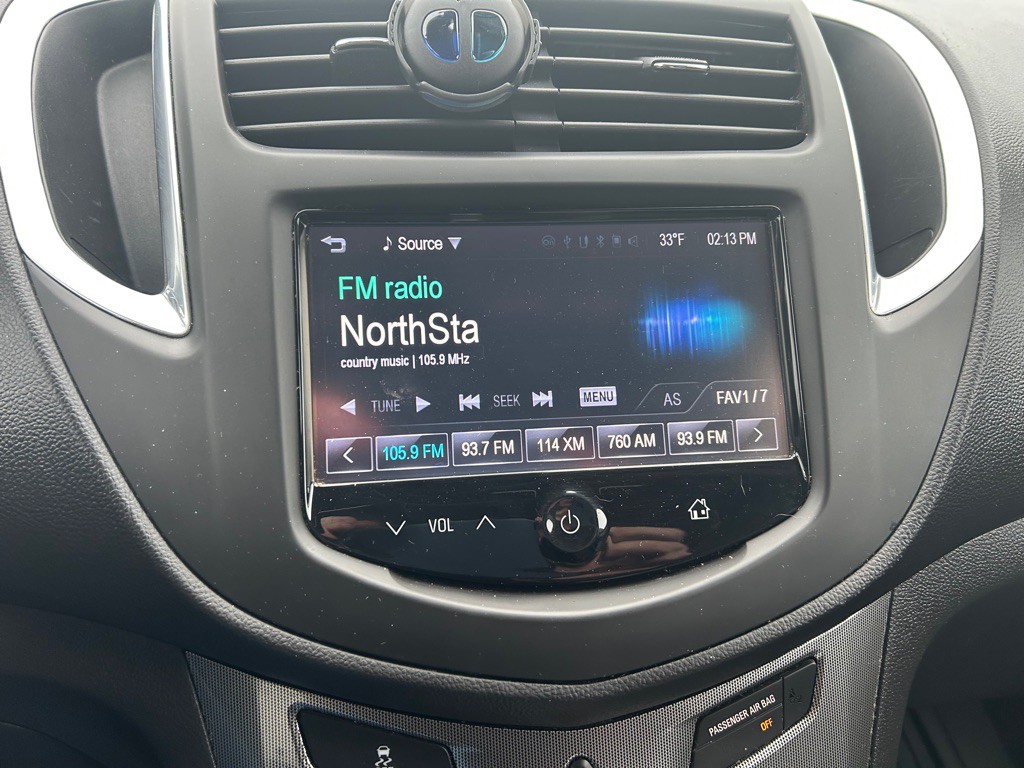 Source 33°F 02:13 PM
FM radio
NorthSta
country music | 105.9 MHz
TUNE SEEK MENU AS FAV1/7
105.9 FM 93.7 FM 114 XM 760 AM 93.9 FM
VOL
PASSENGER AIR BAG
OFF